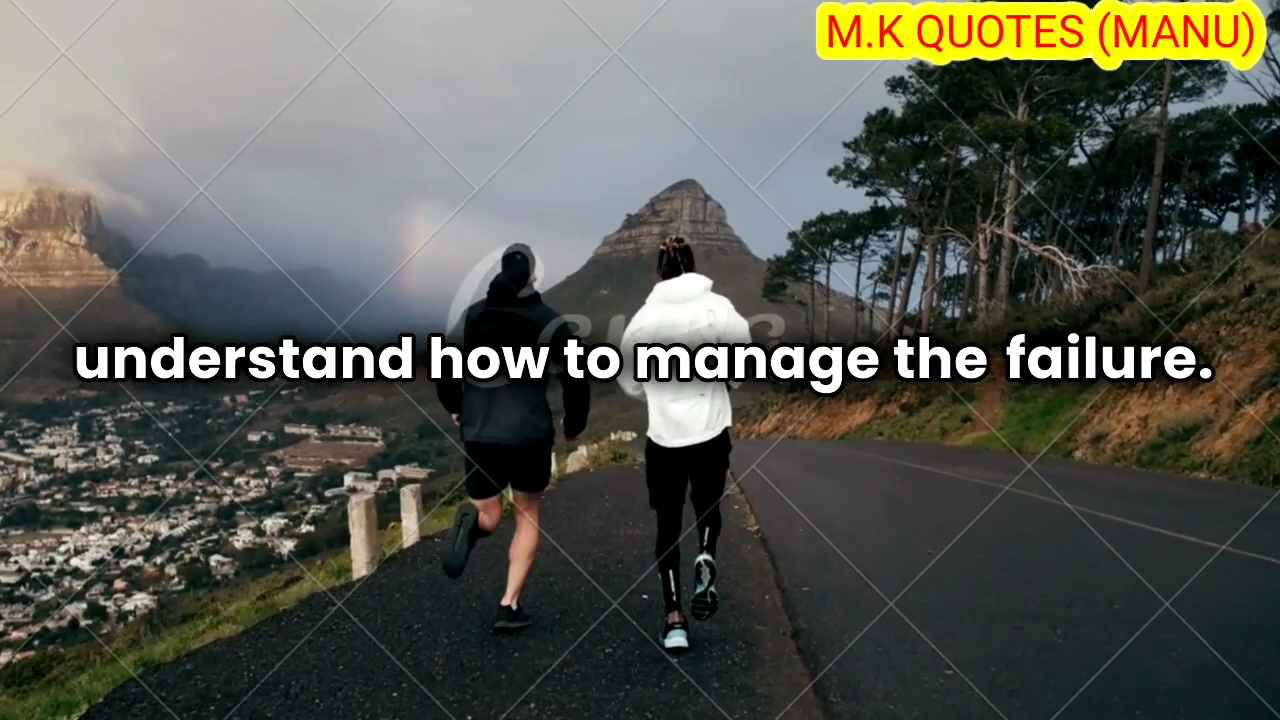 M.K QUOTES (MANU)
understand how to manage the failure.